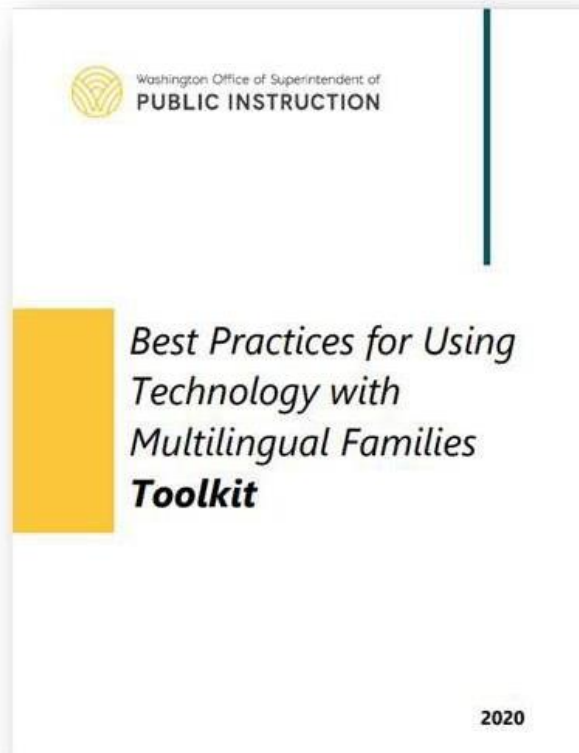 Washington Office of Superintendent of
PUBLIC INSTRUCTION
Best Practices for Using
Technology with
Multilingual Families
Toolkit
2020